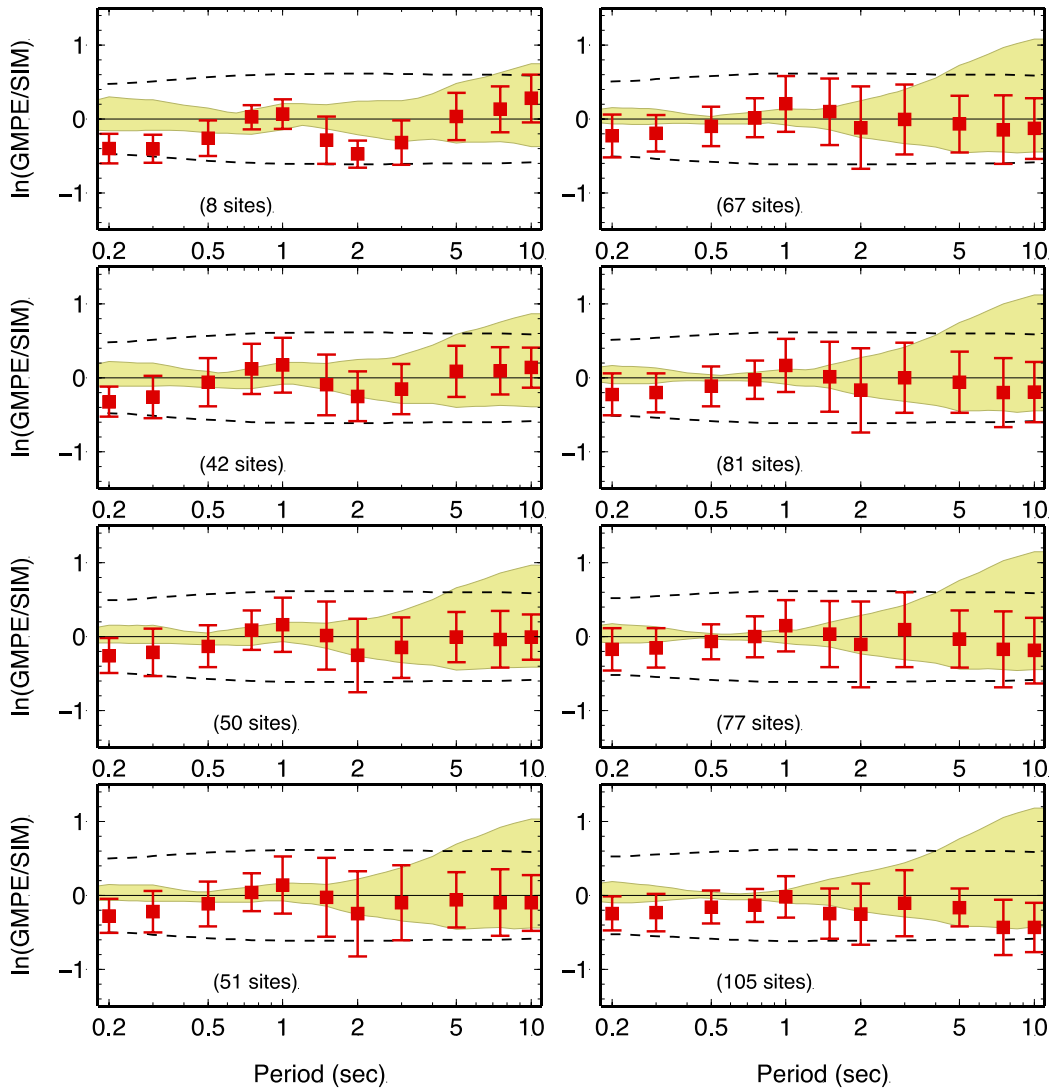 ln(GMPE/SIM)
1
0
−1
(8 sites)
0.2 0.5 1 2 5 10
1
0
−1
(67 sites)
0.2 0.5 1 2 5 10
ln(GMPE/SIM)
1
0
−1
(42 sites)
0.2 0.5 1 2 5 10
1
0
−1
(81 sites)
0.2 0.5 1 2 5 10
ln(GMPE/SIM)
1
0
−1
(50 sites)
0.2 0.5 1 2 5 10
1
0
−1
(77 sites)
0.2 0.5 1 2 5 10
ln(GMPE/SIM)
1
0
−1
(51 sites)
0.2 0.5 1 2 5 10
Period (sec)
1
0
−1
(105 sites)
0.2 0.5 1 2 5 10
Period (sec)